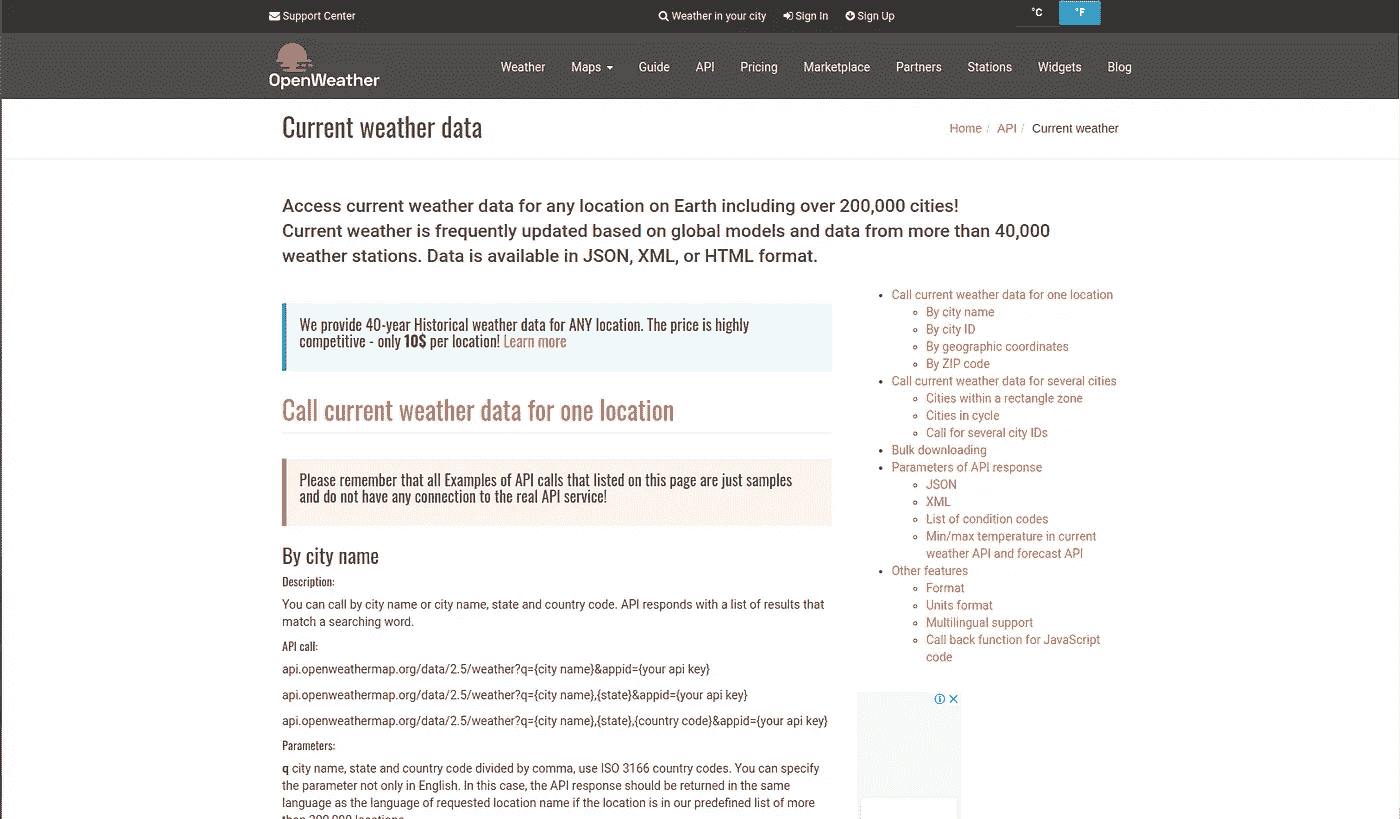 Support Center
Weather in your city
Sign In
Sign Up
°C
°F
OpenWeather
Weather
Maps
Guide
API
Pricing
Marketplace
Partners
Stations
Widgets
Blog
Current weather data
Home / API / Current weather
Access current weather data for any location on Earth including over 200,000 cities!
Current weather is frequently updated based on global models and data from more than 40,000
weather stations. Data is available in JSON, XML, or HTML format.
We provide 40-year Historical weather data for ANY location. The price is highly
competitive - only 10$ per location! Learn more
Call current weather data for one location
Please remember that all Examples of API calls that listed on this page are just samples
and do not have any connection to the real API service!
By city name
Description:
You can call by city name or city name, state and country code. API responds with a list of results that
match a searching word.
API call:
api.openweathermap.org/data/2.5/weather?q={city name}&appid={your api key}
api.openweathermap.org/data/2.5/weather?q={city name},{state}&appid={your api key}
api.openweathermap.org/data/2.5/weather?q={city name},{state},{country code}&appid={your api key}
Parameters:
q city name, state and country code divided by comma, use ISO 3166 country codes. You can specify
the parameter not only in English. In this case, the API response should be returned in the same
language as the language of requested location name if the location is in our predefined list of more
than 200,000 locations.
Call current weather data for one location
By city name
By city ID
By geographic coordinates
By ZIP code
Call current weather data for several cities
Cities within a rectangle zone
Cities in cycle
Call for several city IDs
Bulk downloading
Parameters of API response
JSON
XML
List of condition codes
Min/max temperature in current
weather API and forecast API
Other features
Format
Units format
Multilingual support
Call back function for JavaScript
code